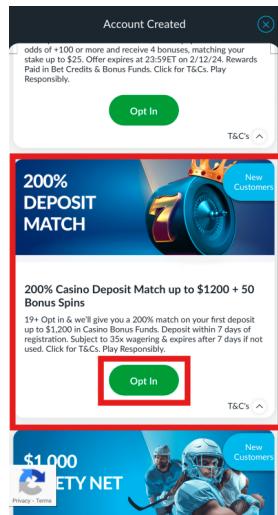 Account Created
odds of +100 or more and receive 4 bonuses, matching your
stake up to $25. Offer expires at 23:59ET on 2/12/24. Rewards
Paid in Bet Credits & Bonus Funds. Click for T&Cs. Play
Responsibly.
Opt In
T&C's
200%
DEPOSIT
MATCH
New
Customers
7
200% Casino Deposit Match up to $1200 + 50
Bonus Spins
19+ Opt in & we'll give you a 200% match on your first deposit
up to $1,200 in Casino Bonus Funds. Deposit within 7 days of
registration. Subject to 35x wagering & expires after 7 days if not
used. Click for T&Cs. Play Responsibly.
Opt In
T&C's
New
Customers
$1,000
ETY NET
Privacy - Terms